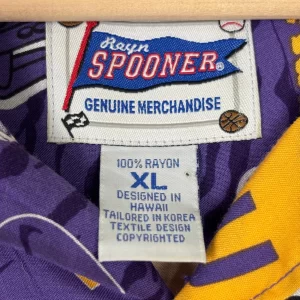 Reyn
SPOONER
GENUINE MERCHANDISE
100% RAYON
XL
DESIGNED IN
HAWAII
TAILORED IN KOREA
TEXTILE DESIGN
COPYRIGHTED